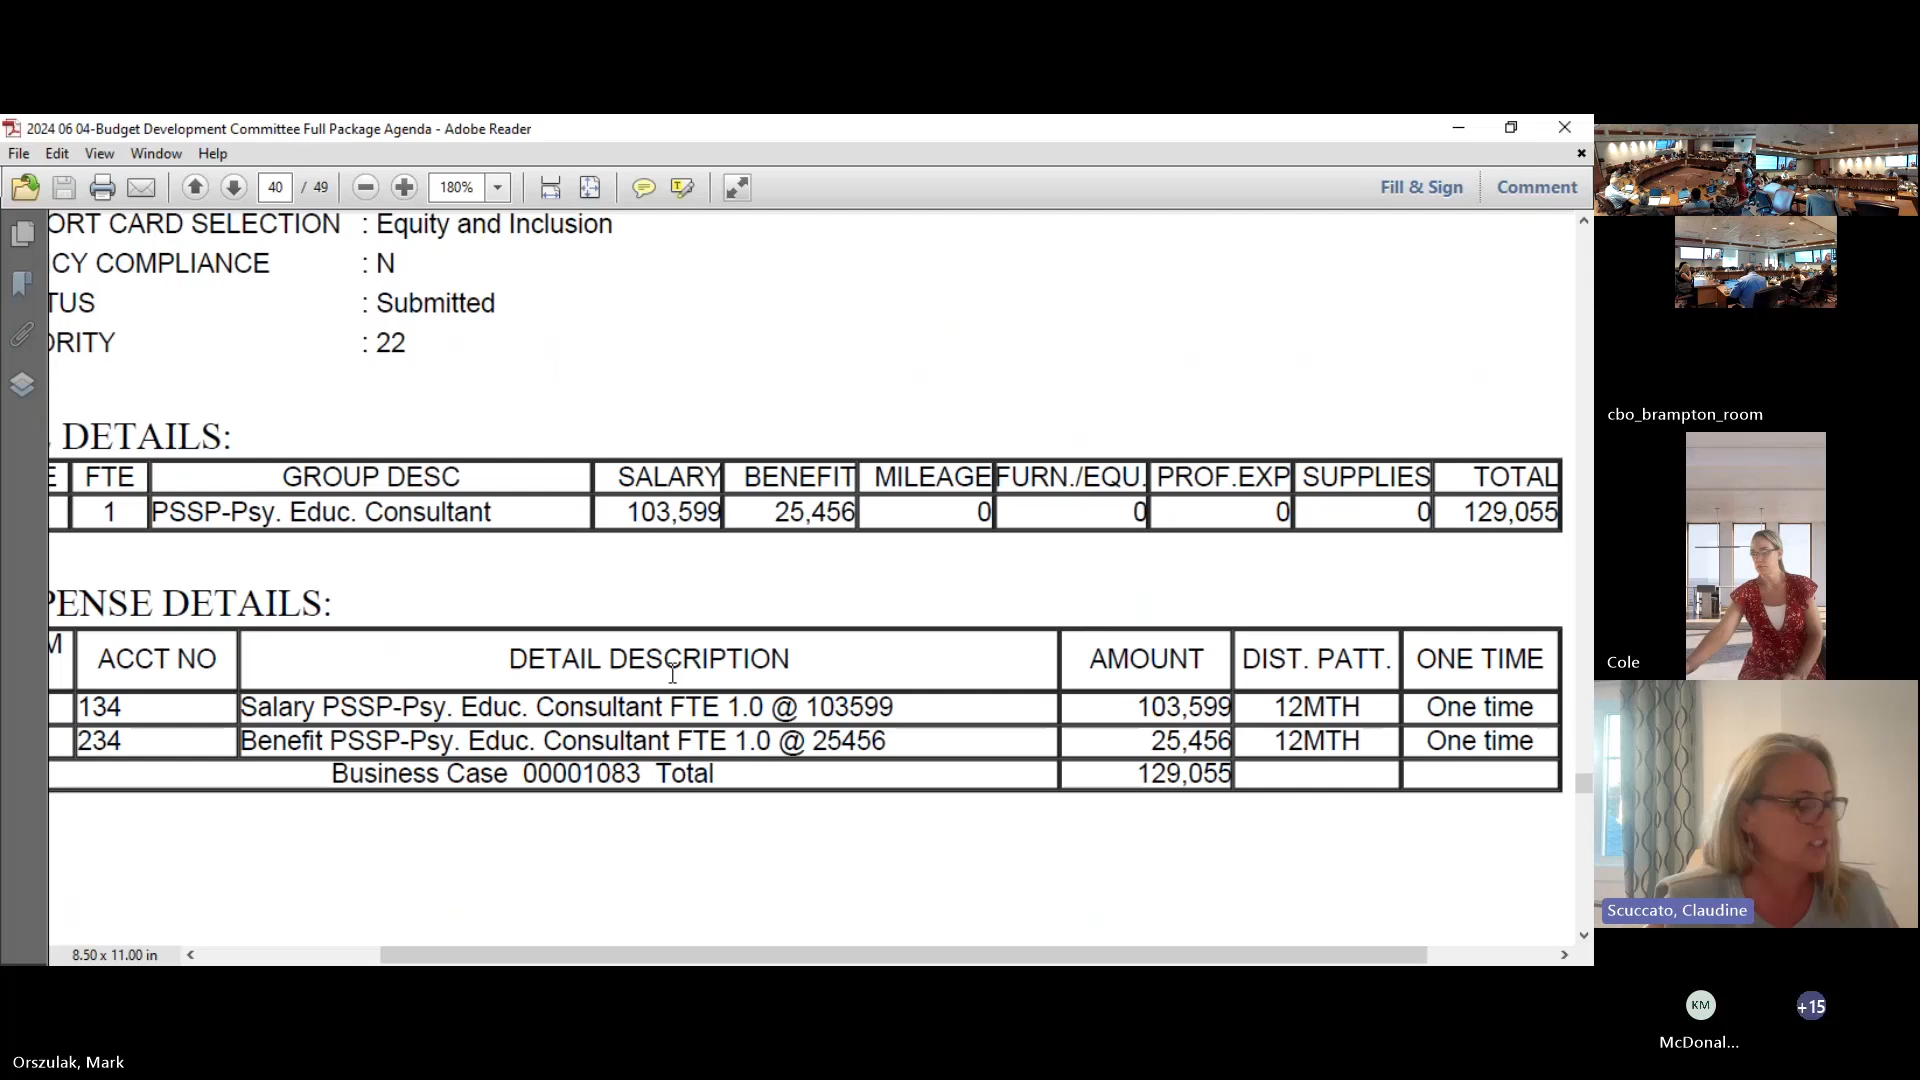 2024 06 04-Budget Development Committee Full Package Agenda - Adobe Reader
File Edit View Window Help
40 / 49 180% Fill & Sign Comment
ORT CARD SELECTION : Equity and Inclusion
CY COMPLIANCE : N
TUS : Submitted
ORITY : 22
DETAILS:
E FTE GROUP DESC SALARY BENEFIT MILEAGE FURN./EQU. PROF.EXP SUPPLIES TOTAL
1 PSSP-Psy. Educ. Consultant 103,599 25,456 0 0 0 0 129,055
PENSE DETAILS:
M ACCT NO DETAIL DESCRIPTION AMOUNT DIST. PATT. ONE TIME
134 Salary PSSP-Psy. Educ. Consultant FTE 1.0 @ 103599 103,599 12MTH One time
234 Benefit PSSP-Psy. Educ. Consultant FTE 1.0 @ 25456 25,456 12MTH One time
Business Case 00001083 Total 129,055
8.50 x 11.00 in
cbo_brampton_room
Cole
Scuccato, Claudine
KM
+15
McDonal...
Orszulak, Mark